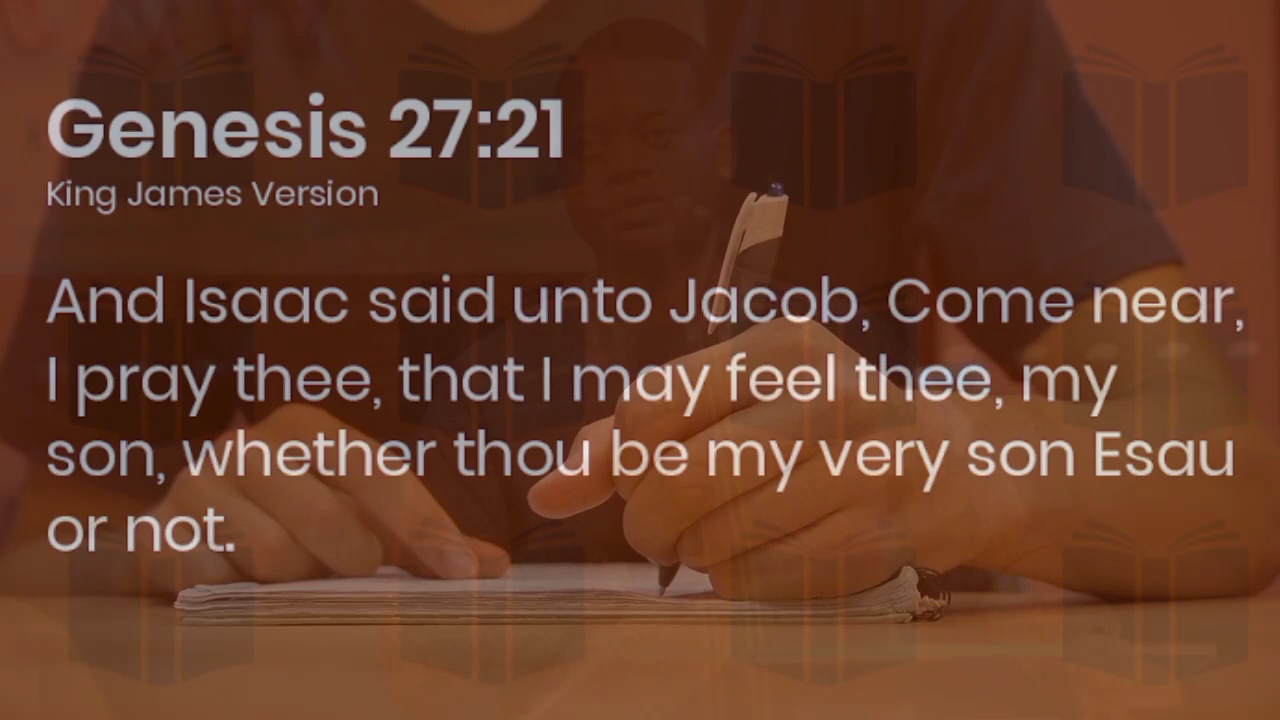 Genesis 27:21
King James Version
And Isaac said unto Jacob, Come near,
I pray thee, that I may feel thee, my
son, whether thou be my very son Esau
or not.